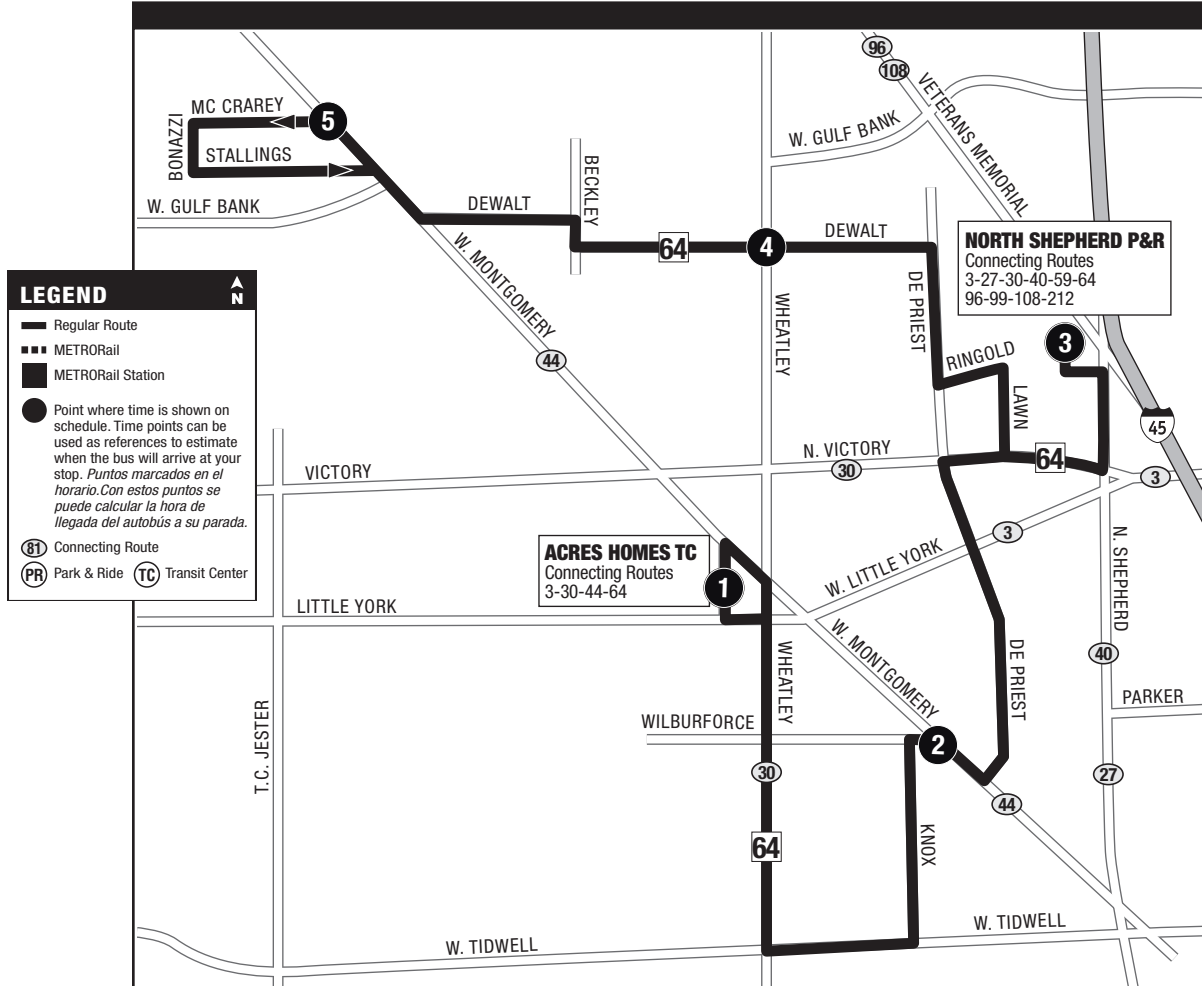 96
108
VETERANS MEMORIAL
MC CRAREY
5
BONAZZI
STALLINGS
W. GULF BANK
BECKLEY
W. GULF BANK
DEWALT
64
4
DEWALT
W. MONTGOMERY
44
WHEATLEY
DE PRIEST
NORTH SHEPHERD P&R
Connecting Routes
3-27-30-40-59-64
96-99-108-212
3
RINGOLD
LAWN
45
LEGEND
N
Regular Route
METRORail
METRORail Station
Point where time is shown on
schedule. Time points can be
used as references to estimate
when the bus will arrive at your
stop. Puntos marcados en el
horario.Con estos puntos se
puede calcular la hora de
llegada del autobús a su parada.
81 Connecting Route
PR Park & Ride TC Transit Center
VICTORY
N. VICTORY
30
64
3
3
W. LITTLE YORK
N. SHEPHERD
ACRES HOMES TC
Connecting Routes
3-30-44-64
1
LITTLE YORK
W. MONTGOMERY
WHEATLEY
DE PRIEST
40
PARKER
T.C. JESTER
WILBURFORCE
2
30
27
44
64
KNOX
W. TIDWELL
W. TIDWELL